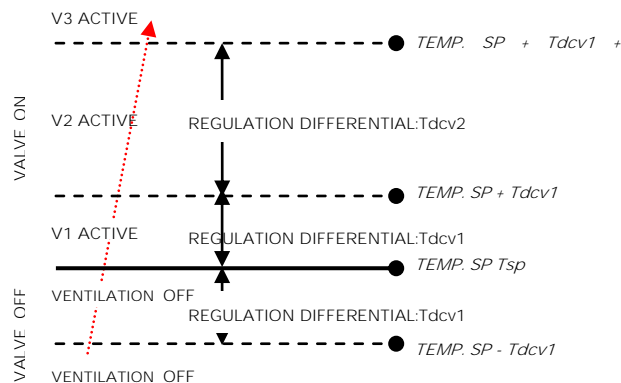 V3 ACTIVE
TEMP. SP + Tdcv1 +
VALVE ON
V2 ACTIVE
REGULATION DIFFERENTIAL:Tdcv2
TEMP. SP + Tdcv1
V1 ACTIVE
REGULATION DIFFERENTIAL:Tdcv1
TEMP. SP Tsp
VALVE OFF
VENTILATION OFF
REGULATION DIFFERENTIAL:Tdcv1
TEMP. SP - Tdcv1
VENTILATION OFF